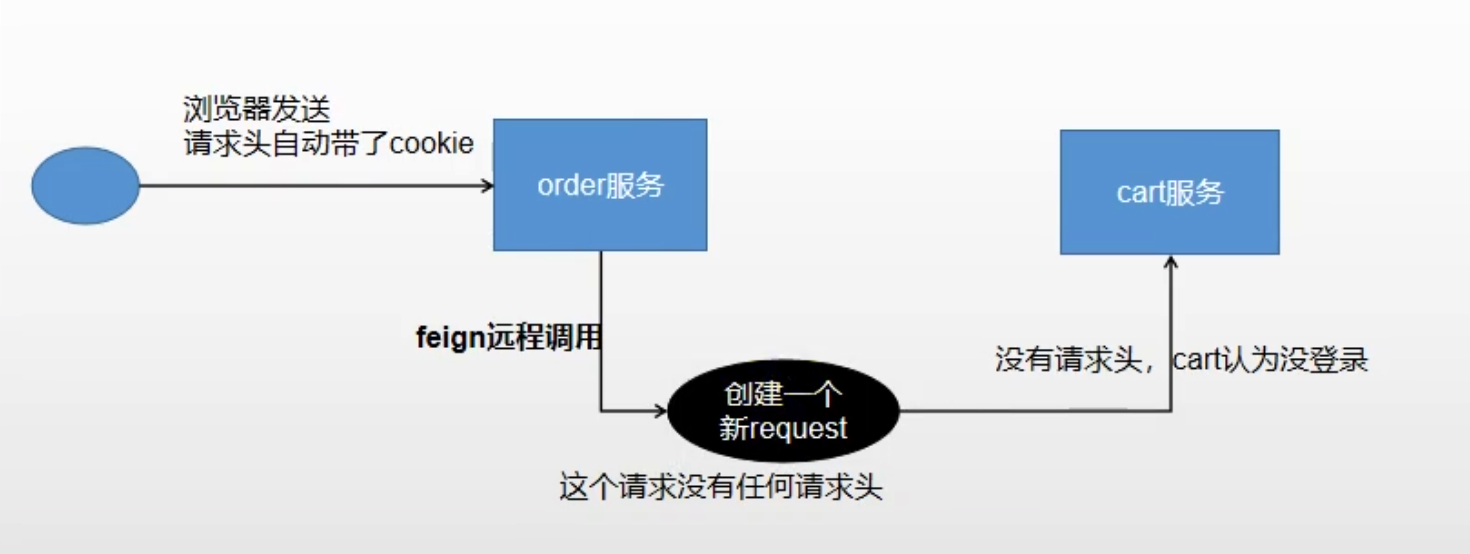 浏览器发送
请求头自动带了cookie
order服务
cart服务
feign远程调用
没有请求头，cart认为没登录
创建一个
新request
这个请求没有任何请求头